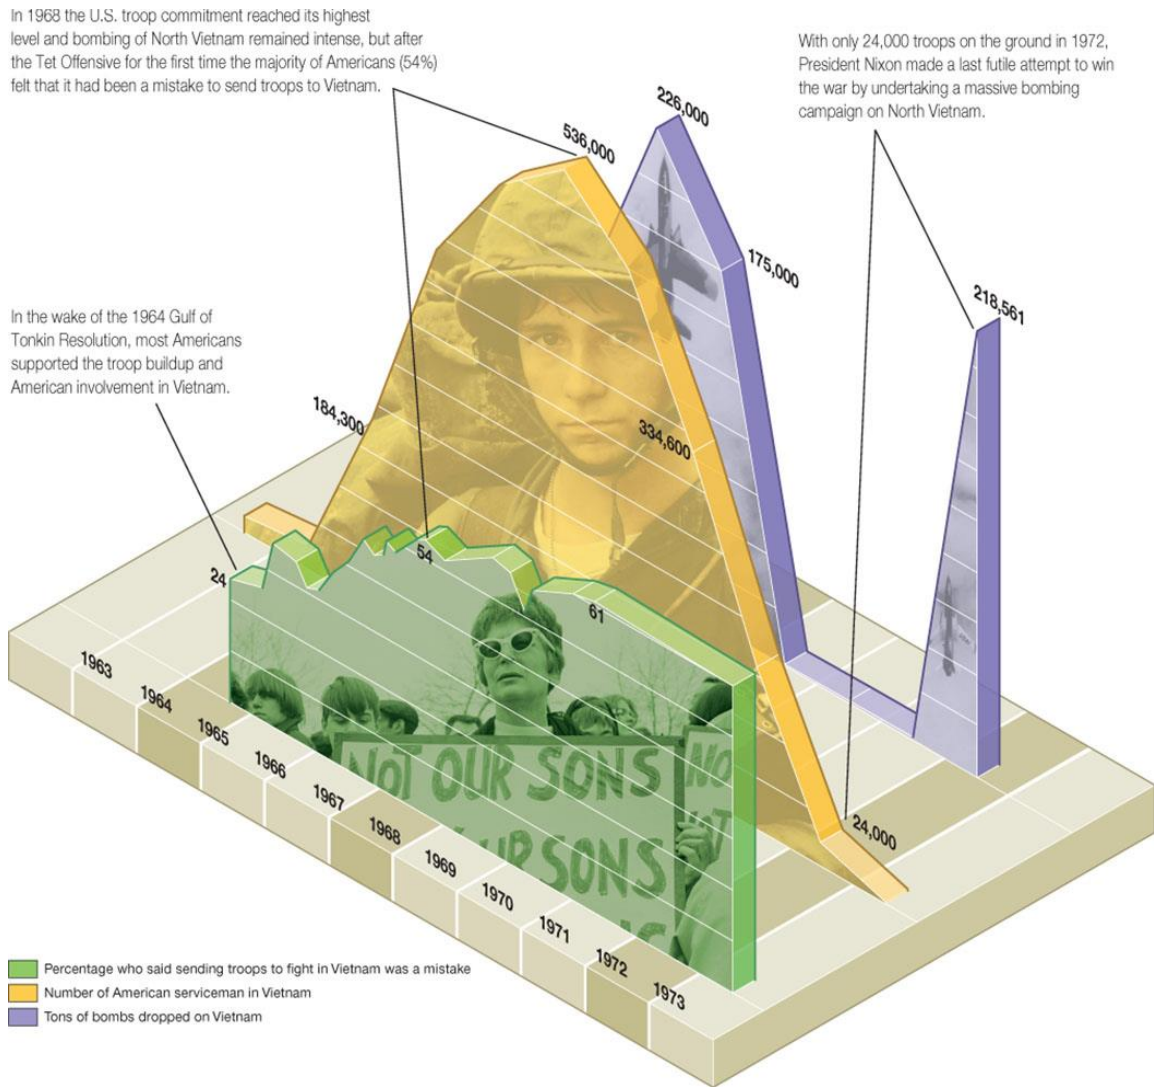 In 1968 the U.S. troop commitment reached its highest
level and bombing of North Vietnam remained intense, but after
the Tet Offensive for the first time the majority of Americans (54%)
felt that it had been a mistake to send troops to Vietnam.
With only 24,000 troops on the ground in 1972,
President Nixon made a last futile attempt to win
the war by undertaking a massive bombing
campaign on North Vietnam.
226,000
536,000
175,000
218,561
In the wake of the 1964 Gulf of
Tonkin Resolution, most Americans
supported the troop buildup and
American involvement in Vietnam.
184,300
334,600
24
54
61
24,000
NOT OUR SONS
SONS
NO
1963
1964
1965
1966
1967
1968
1969
1970
1971
1972
1973
Percentage who said sending troops to fight in Vietnam was a mistake
Number of American serviceman in Vietnam
Tons of bombs dropped on Vietnam